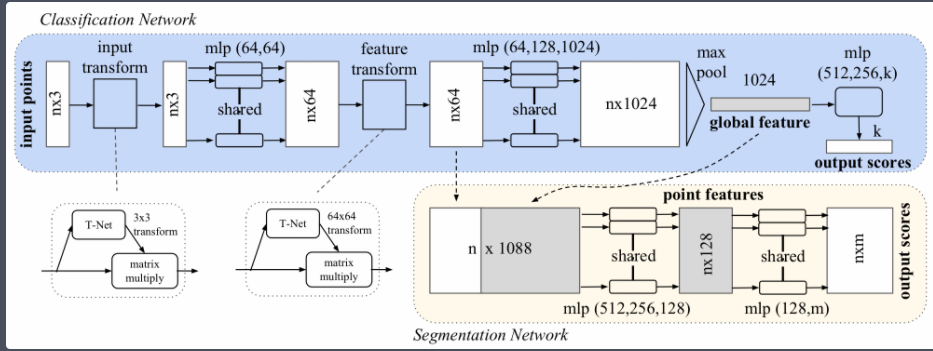 Classification Network
input points
nx3
input
transform
nx3
mlp (64,64)
shared
nx64
feature
transform
nx64
mlp (64,128,1024)
shared
nx1024
max
pool
1024
global feature
mlp
(512,256,k)
k
output scores
T-Net
3x3
transform
matrix
multiply
T-Net
64x64
transform
matrix
multiply
point features
n x 1088
shared
mlp (512,256,128)
nx128
shared
mlp (128,m)
nxm
output scores
Segmentation Network